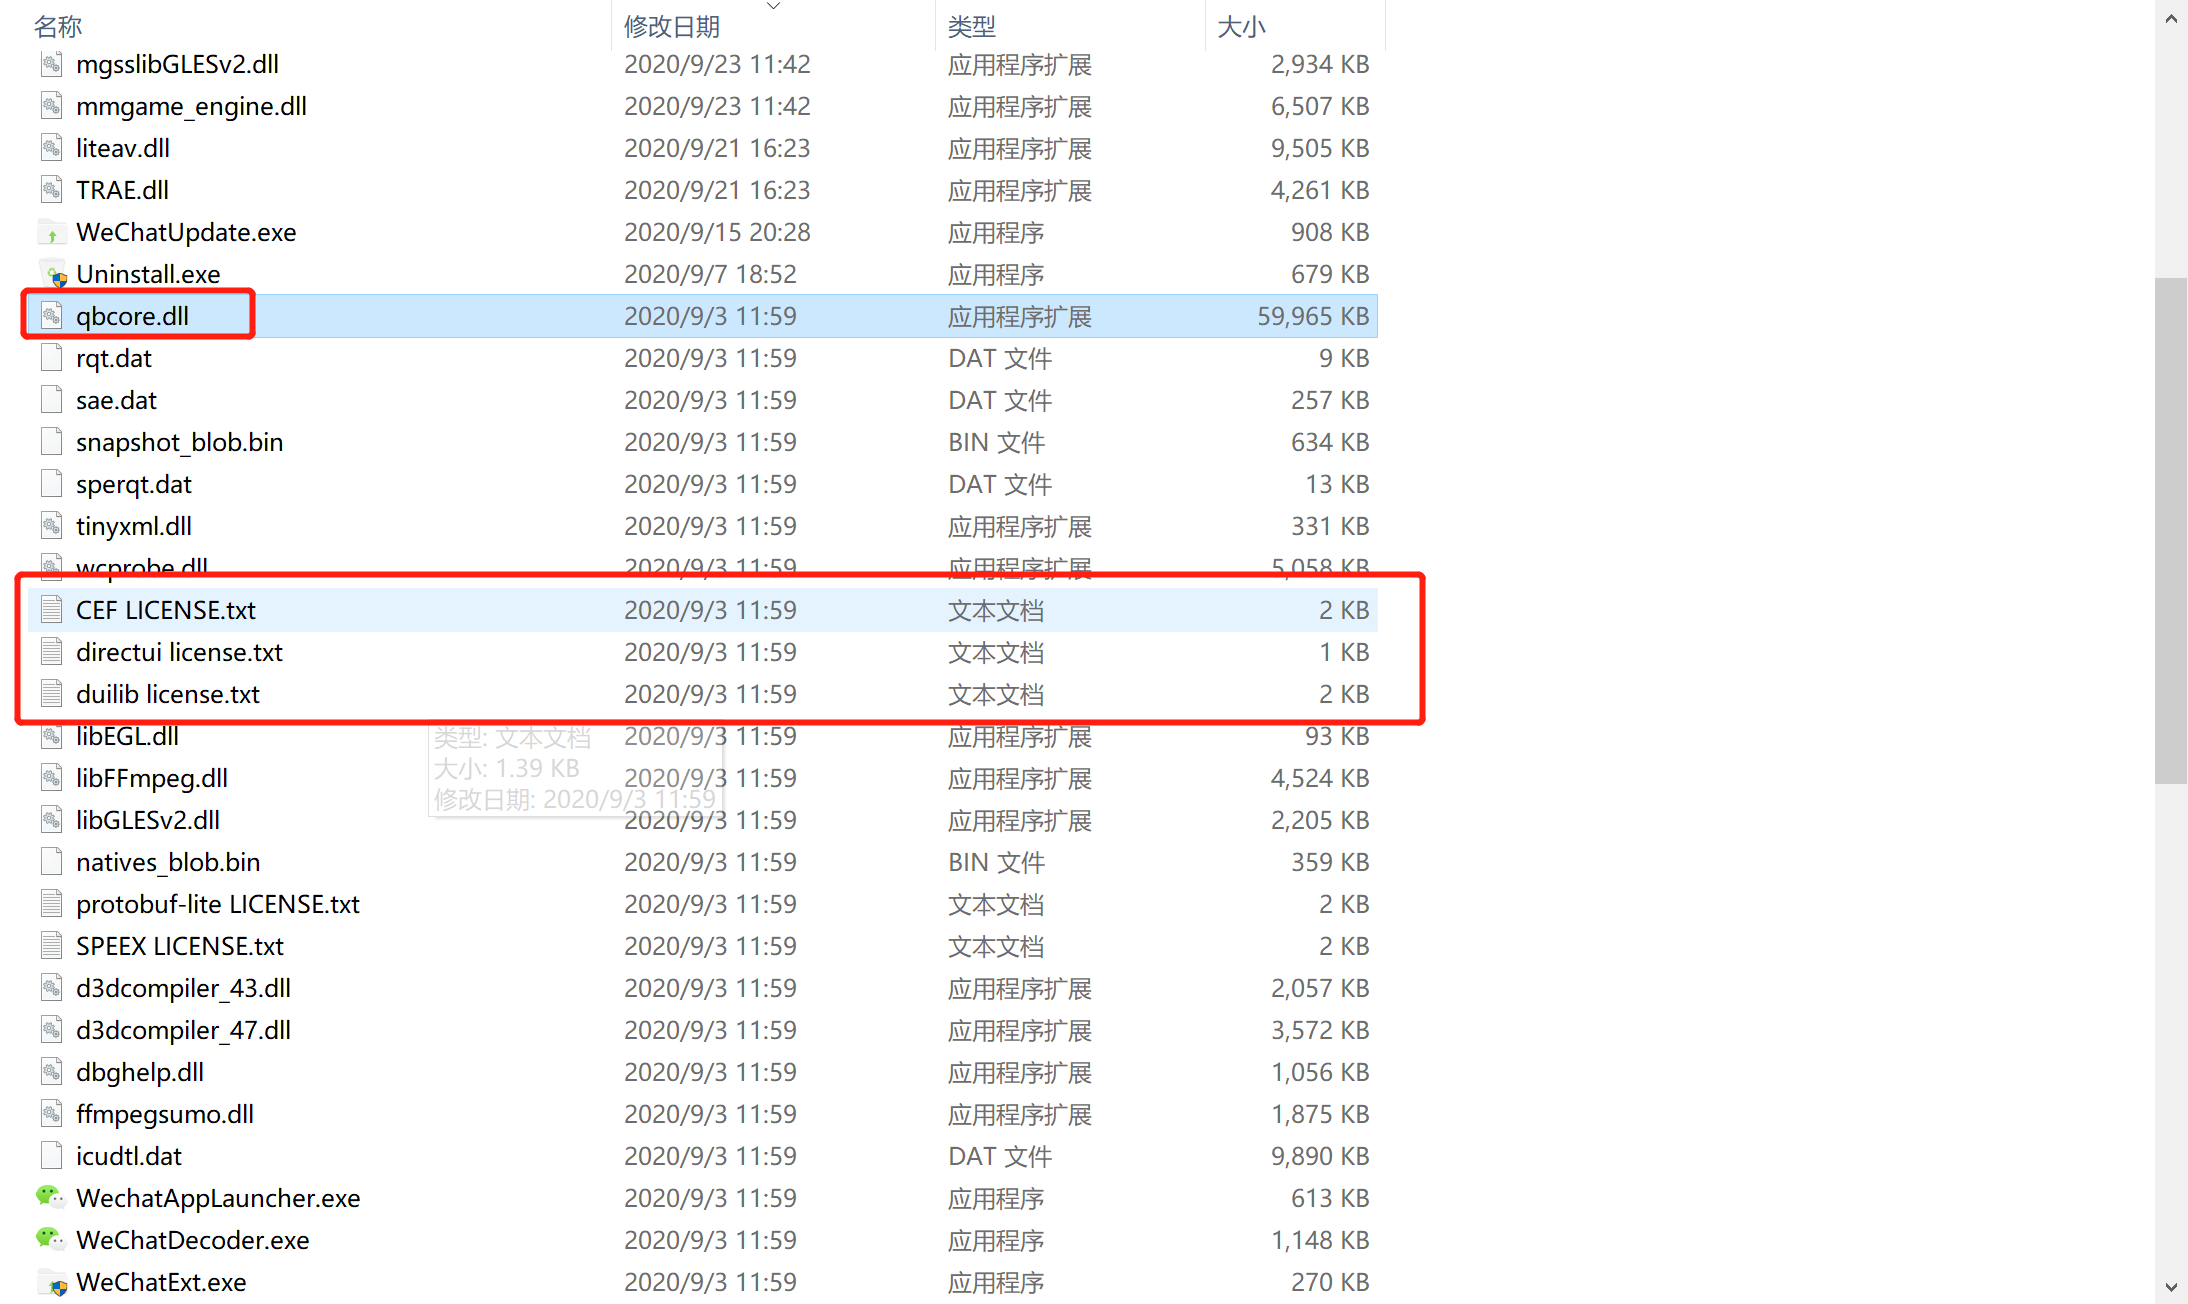 名称 修改日期 类型 大小
mgsslibGLESv2.dll 2020/9/23 11:42 应用程序扩展 2,934 KB
mmgame_engine.dll 2020/9/23 11:42 应用程序扩展 6,507 KB
liteav.dll 2020/9/21 16:23 应用程序扩展 9,505 KB
TRAE.dll 2020/9/21 16:23 应用程序扩展 4,261 KB
WeChatUpdate.exe 2020/9/15 20:28 应用程序 908 KB
Uninstall.exe 2020/9/7 18:52 应用程序 679 KB
qbcore.dll 2020/9/3 11:59 应用程序扩展 59,965 KB
rqt.dat 2020/9/3 11:59 DAT 文件 9 KB
sae.dat 2020/9/3 11:59 DAT 文件 257 KB
snapshot_blob.bin 2020/9/3 11:59 BIN 文件 634 KB
sperqt.dat 2020/9/3 11:59 DAT 文件 13 KB
tinyxml.dll 2020/9/3 11:59 应用程序扩展 331 KB
wcprobe.dll 2020/9/3 11:59 应用程序扩展 5,058 KB
CEF LICENSE.txt 2020/9/3 11:59 文本文档 2 KB
directui license.txt 2020/9/3 11:59 文本文档 1 KB
duilib license.txt 2020/9/3 11:59 文本文档 2 KB
libEGL.dll 2020/9/3 11:59 应用程序扩展 93 KB
类型: 文本文档
大小: 1.39 KB
修改日期: 2020/9/3 11:59
libFFmpeg.dll 2020/9/3 11:59 应用程序扩展 4,524 KB
libGLESv2.dll 2020/9/3 11:59 应用程序扩展 2,205 KB
natives_blob.bin 2020/9/3 11:59 BIN 文件 359 KB
protobuf-lite LICENSE.txt 2020/9/3 11:59 文本文档 2 KB
SPEEX LICENSE.txt 2020/9/3 11:59 文本文档 2 KB
d3dcompiler_43.dll 2020/9/3 11:59 应用程序扩展 2,057 KB
d3dcompiler_47.dll 2020/9/3 11:59 应用程序扩展 3,572 KB
dbghelp.dll 2020/9/3 11:59 应用程序扩展 1,056 KB
ffmpegsumo.dll 2020/9/3 11:59 应用程序扩展 1,875 KB
icudtl.dat 2020/9/3 11:59 DAT 文件 9,890 KB
WechatAppLauncher.exe 2020/9/3 11:59 应用程序 613 KB
WeChatDecoder.exe 2020/9/3 11:59 应用程序 1,148 KB
WeChatExt.exe 2020/9/3 11:59 应用程序 270 KB